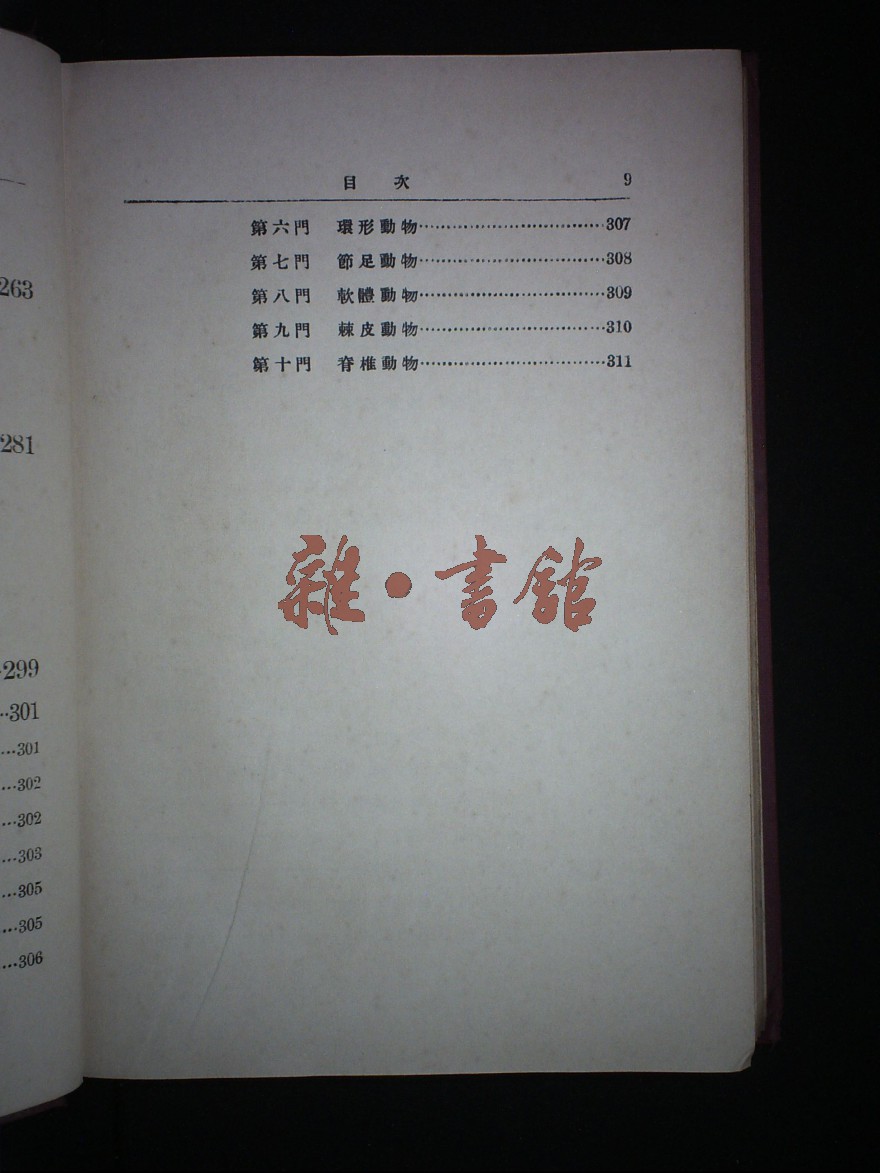 263
281
299
301
301
302
302
303
305
305
306
目 次 9
第六門 環形動物……………………………307
第七門 節足動物……………………………308
第八門 軟體動物……………………………309
第九門 棘皮動物……………………………310
第十門 脊椎動物……………………………311
雜·書館